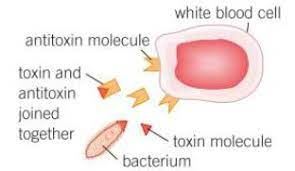 white blood cell
antitoxin molecule
toxin and
antitoxin
joined
together
toxin molecule
bacterium